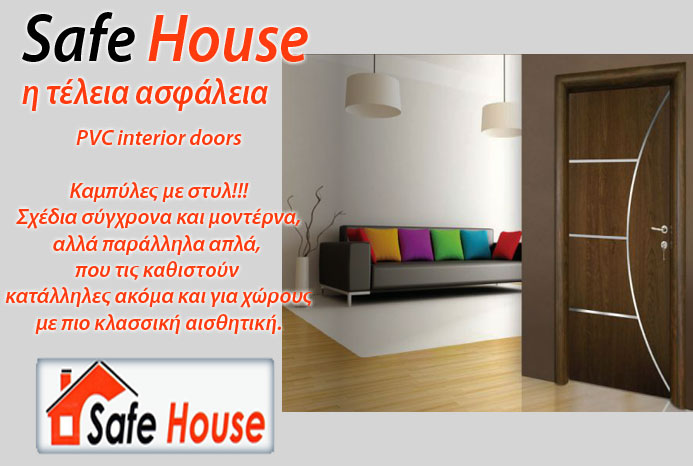 Safe House
η τέλεια ασφάλεια
PVC interior doors
Καμπύλες με στυλ!!!
Σχέδια σύγχρονα και μοντέρνα,
αλλά παράλληλα απλά,
που τις καθιστούν
κατάλληλες ακόμα και για χώρους
με πιο κλασσική αισθητική.
Safe House